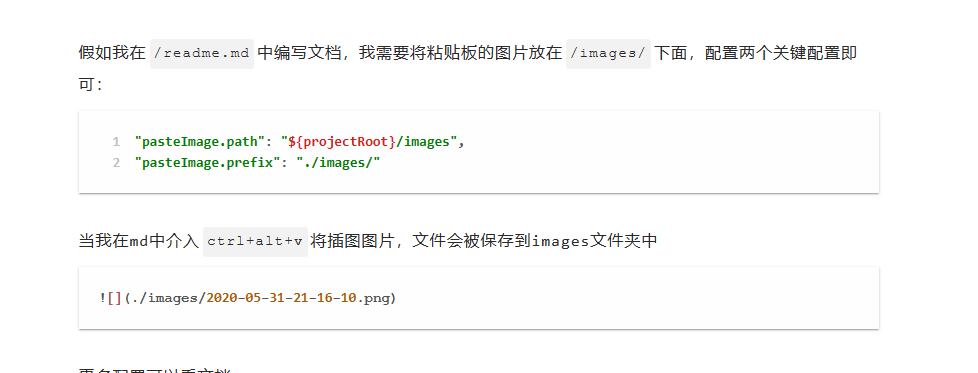 假如我在 /readme.md 中编写文档，我需要将粘贴板的图片放在 /images/ 下面，配置两个关键配置即
可：
1 "pasteImage.path": "${projectRoot}/images",
2 "pasteImage.prefix": "./images/"
当我在md中介入 ctrl+alt+v 将插图图片，文件会被保存到images文件夹中
![](./images/2020-05-31-21-16-10.png)